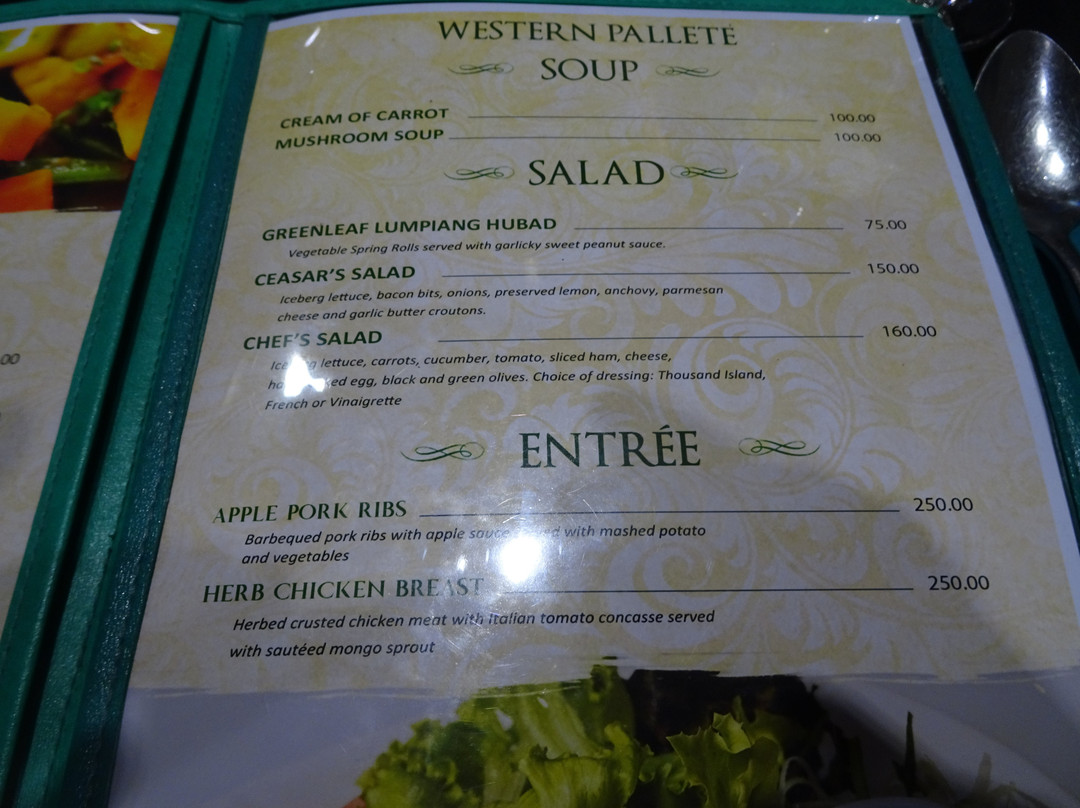 WESTERN PALLETÉ
SOUP
CREAM OF CARROT 100.00
MUSHROOM SOUP 100.00
SALAD
GREENLEAF LUMPIANG HUBAD 75.00
Vegetable Spring Rolls served with garlicky sweet peanut sauce.
CEASAR'S SALAD 150.00
Iceberg lettuce, bacon bits, onions, preserved lemon, anchovy, parmesan
cheese and garlic butter croutons.
CHEF'S SALAD 160.00
lettuce, carrots, cucumber, tomato, sliced ham, cheese,
egg, black and green olives. Choice of dressing: Thousand Island,
French or Vinaigrette
ENTRÉE
APPLE PORK RIBS 250.00
Barbequed pork ribs with apple sauce with mashed potato
and vegetables
HERB CHICKEN BREAST 250.00
Herbed crusted chicken meat with Italian tomato concasse served
with sautéed mongo sprout